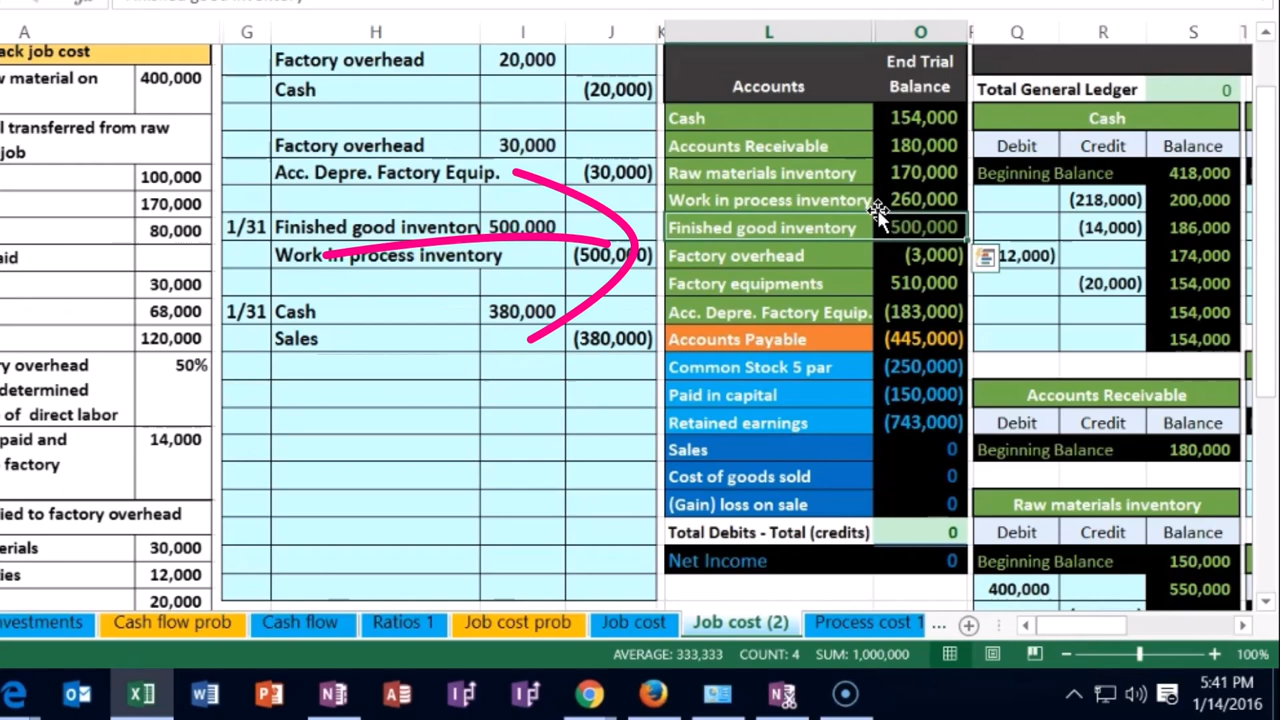 A G H I J K L O F Q R S T
ack job cost
w material on 400,000
l transferred from raw
job
100,000
170,000
80,000
aid
30,000
68,000
120,000
ry overhead 50%
determined
e of direct labor
paid and 14,000
factory
ied to factory overhead
erials 30,000
ies 12,000
20,000
Factory overhead 20,000
Cash (20,000)
Factory overhead 30,000
Acc. Depre. Factory Equip. (30,000)
1/31 Finished good inventory 500,000
Work in process inventory (500,000)
1/31 Cash 380,000
Sales (380,000)
Accounts End Trial Balance
Cash 154,000
Accounts Receivable 180,000
Raw materials inventory 170,000
Work in process inventory 260,000
Finished good inventory 500,000
Factory overhead (3,000)
Factory equipments 510,000
Acc. Depre. Factory Equip. (183,000)
Accounts Payable (445,000)
Common Stock 5 par (250,000)
Paid in capital (150,000)
Retained earnings (743,000)
Sales 0
Cost of goods sold 0
(Gain) loss on sale 0
Total Debits - Total (credits) 0
Net Income 0
Total General Ledger 0
Cash
Debit Credit Balance
Beginning Balance 418,000
(218,000) 200,000
(14,000) 186,000
12,000) 174,000
(20,000) 154,000
154,000
154,000
Accounts Receivable
Debit Credit Balance
Beginning Balance 180,000
Raw materials inventory
Debit Credit Balance
Beginning Balance 150,000
400,000 550,000
nvestments Cash flow prob Cash flow Ratios 1 Job cost prob Job cost Job cost (2) Process cost 1 ...
AVERAGE: 333,333 COUNT: 4 SUM: 1,000,000 100%
5:41 PM
1/14/2016